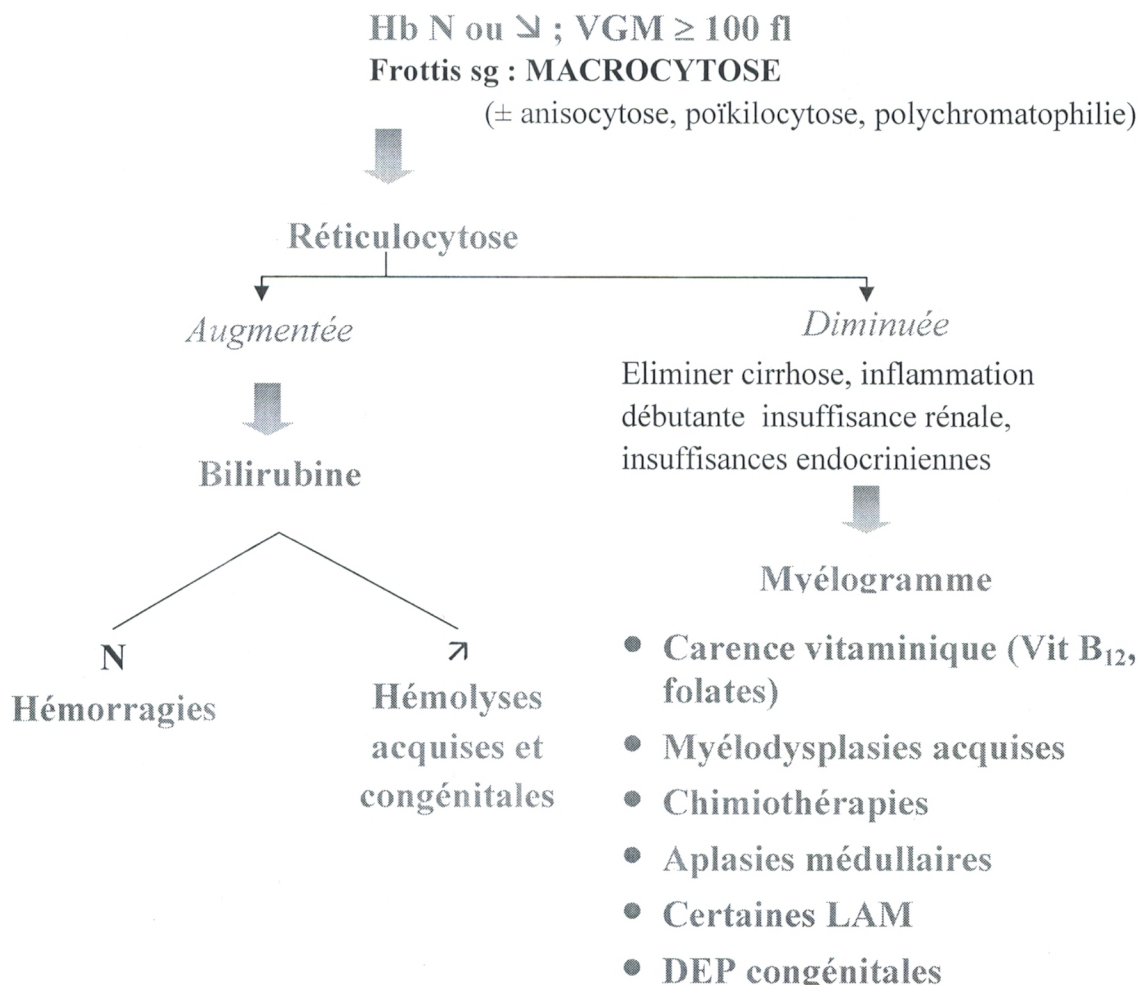 Hb N ou ↘ ; VGM ≥ 100 fl
Frottis sg : MACROCYTOSE
(± anisocytose, poïkilocytose, polychromatophilie)
Réticulocytose
Augmentée
Diminuée
Eliminer cirrhose, inflammation
débutante insuffisance rénale,
insuffisances endocriniennes
Bilirubine
Myélogramme
N
Hémorragies
↗
Hémolyses
acquises et
congénitales
• Carence vitaminique (Vit B₁₂,
folates)
• Myélodysplasies acquises
• Chimiothérapies
• Aplasies médullaires
• Certaines LAM
• DEP congénitales